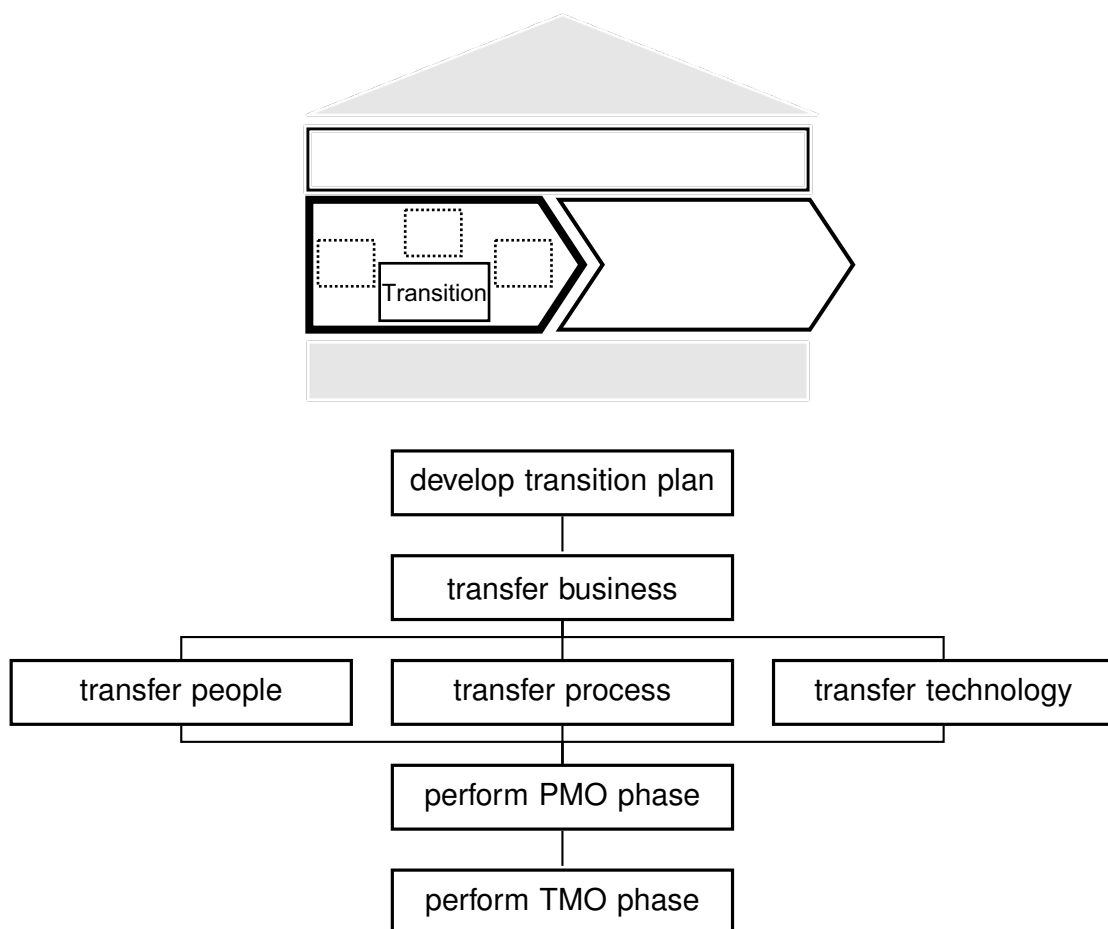 Transition
develop transition plan
transfer business
transfer people
transfer process
transfer technology
perform PMO phase
perform TMO phase